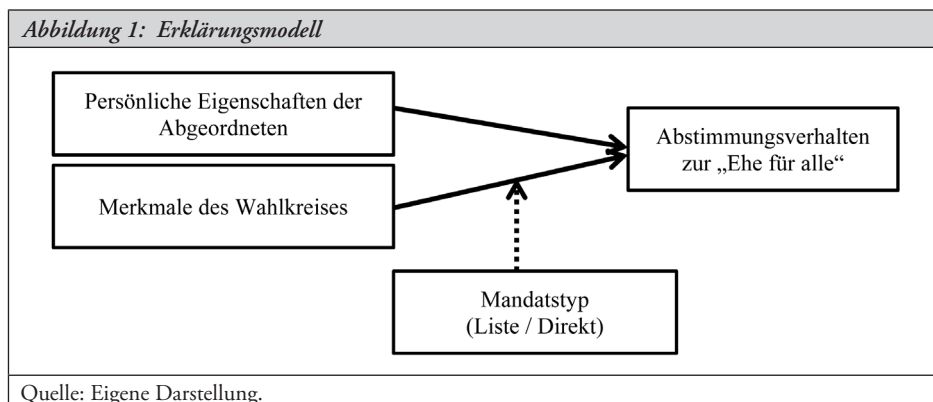 Abbildung 1: Erklärungsmodell
Persönliche Eigenschaften der
Abgeordneten
Merkmale des Wahlkreises
Abstimmungsverhalten
zur „Ehe für alle“
Mandatstyp
(Liste / Direkt)
Quelle: Eigene Darstellung.